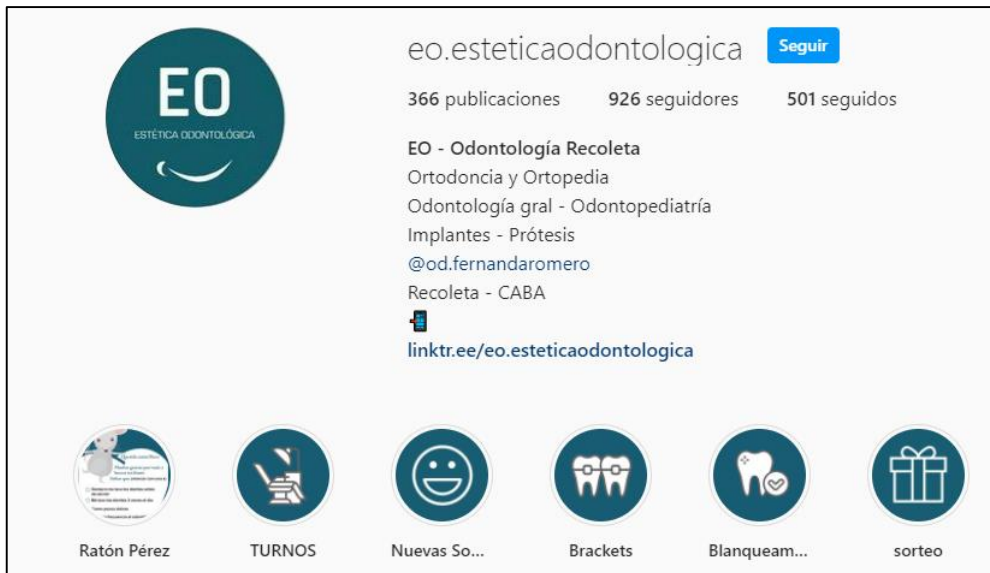 EO
ESTÉTICA ODONTOLÓGICA
eo.esteticaodontologica Seguir
366 publicaciones 926 seguidores 501 seguidos
EO - Odontología Recoleta
Ortodoncia y Ortopedia
Odontología gral - Odontopediatría
Implantes - Prótesis
@od.fernandaromero
Recoleta - CABA
linktr.ee/eo.esteticaodontologica
Ratón Pérez TURNOS Nuevas So... Brackets Blanqueam... sorteo